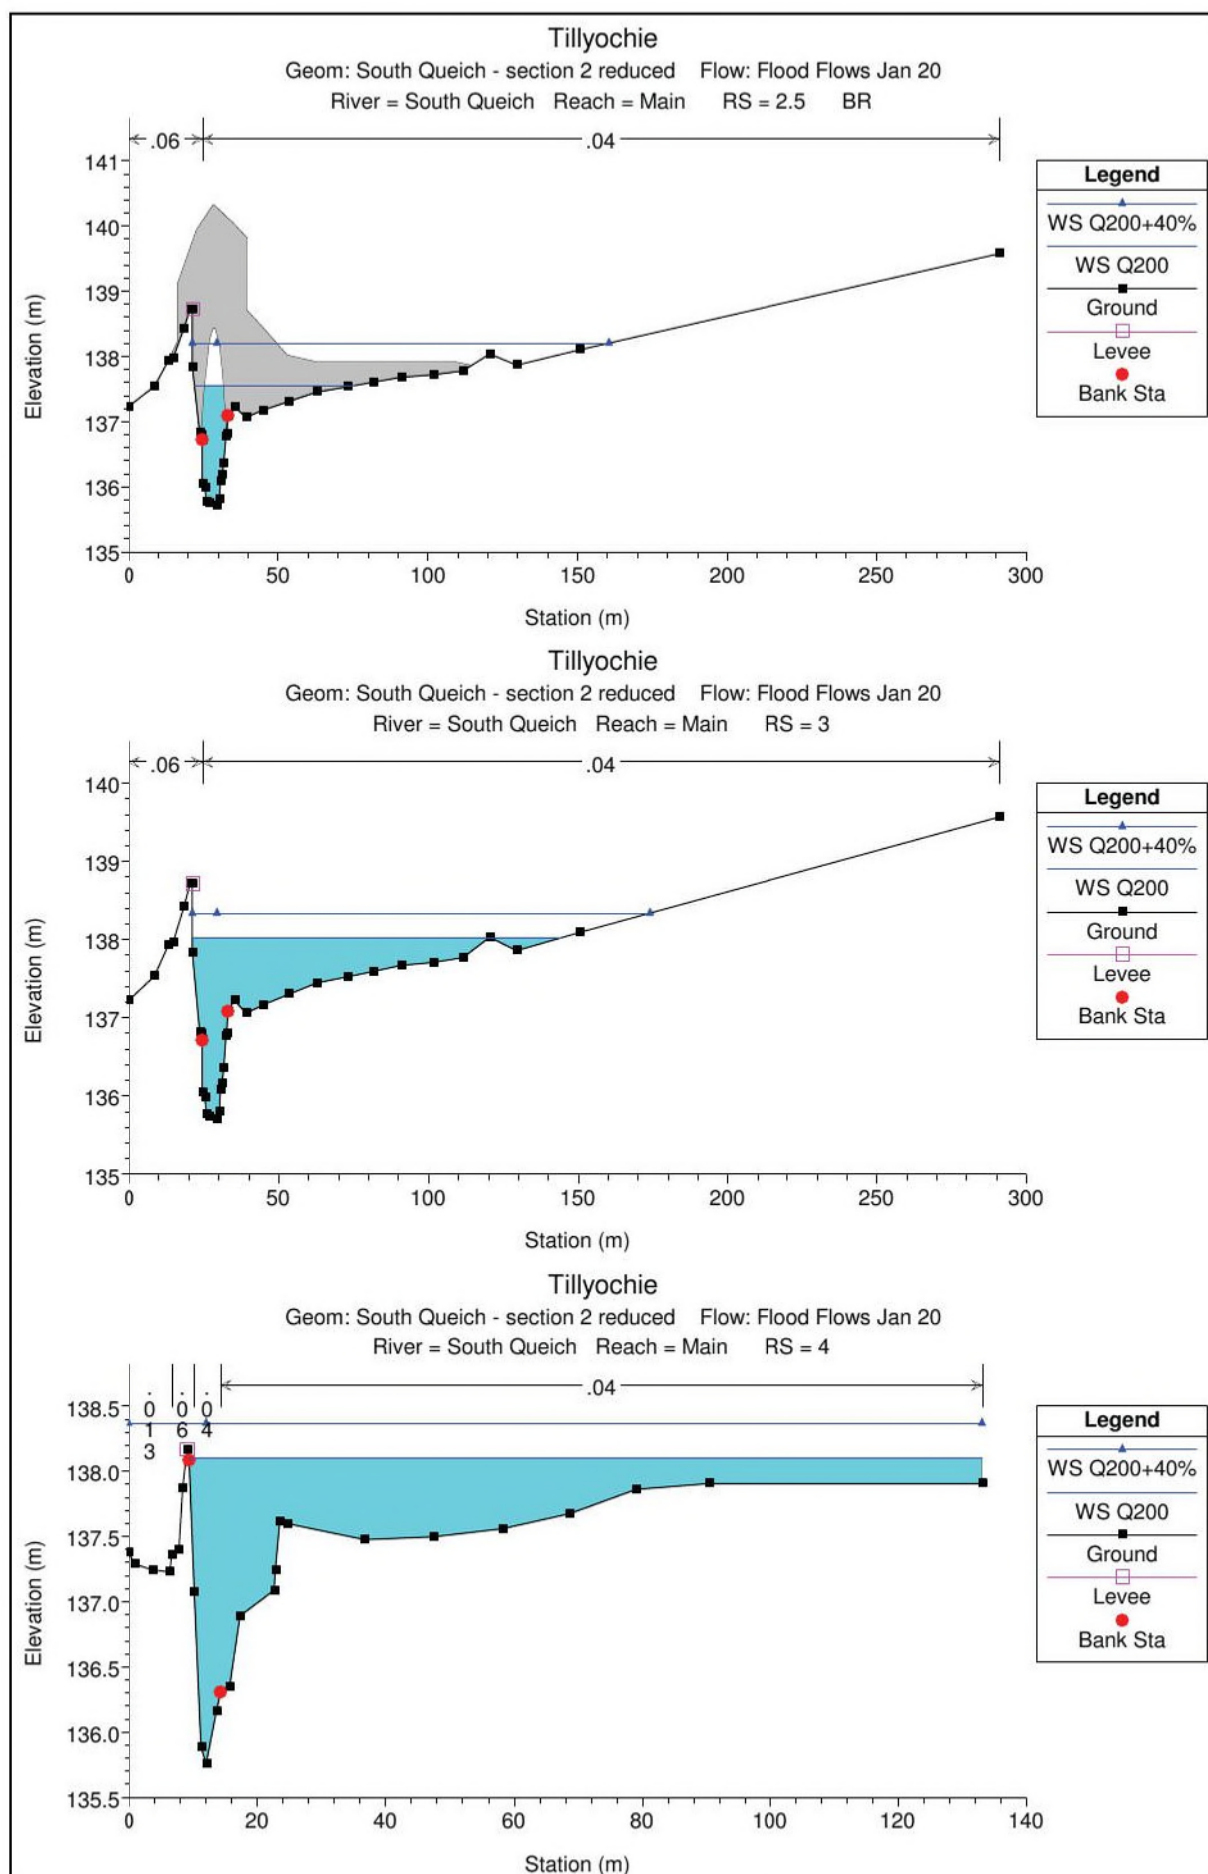 Tillyochie
Geom: South Queich - section 2 reduced Flow: Flood Flows Jan 20
River = South Queich Reach = Main RS = 2.5 BR
.06 .04
141
140
139
138
137
136
135
Elevation (m)
0 50 100 150 200 250 300
Station (m)
Legend
WS Q200+40%
WS Q200
Ground
Levee
Bank Sta
Tillyochie
Geom: South Queich - section 2 reduced Flow: Flood Flows Jan 20
River = South Queich Reach = Main RS = 3
.06 .04
140
139
138
137
136
135
Elevation (m)
0 50 100 150 200 250 300
Station (m)
Legend
WS Q200+40%
WS Q200
Ground
Levee
Bank Sta
Tillyochie
Geom: South Queich - section 2 reduced Flow: Flood Flows Jan 20
River = South Queich Reach = Main RS = 4
.013 .06 .04 .04
138.5
138.0
137.5
137.0
136.5
136.0
135.5
Elevation (m)
0 20 40 60 80 100 120 140
Station (m)
Legend
WS Q200+40%
WS Q200
Ground
Levee
Bank Sta